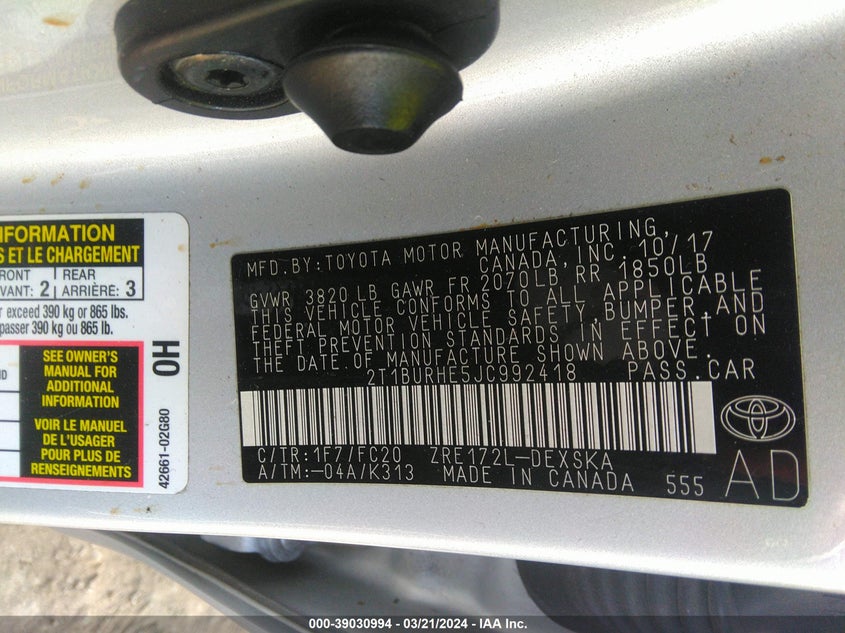 NFORMATION
S ET LE CHARGEMENT
FRONT REAR
VANT: 2 ARRIÈRE: 3
r exceed 390 kg or 865 lbs.
passer 390 kg ou 865 lb.
SEE OWNER'S
MANUAL FOR
ADDITIONAL
INFORMATION
VOIR LE MANUEL
DE L'USAGER
POUR PLUS DE
RENSEIGNEMENTS
42661-02G80
OH
MFD.BY:TOYOTA MOTOR MANUFACTURING,
CANADA,INC. 10/17
GVWR 3820 LB GAWR FR 2070LB,RR 1850LB
THIS VEHICLE CONFORMS TO ALL APPLICABLE
FEDERAL MOTOR VEHICLE SAFETY,BUMPER,AND
THEFT PREVENTION STANDARDS IN EFFECT ON
THE DATE OF MANUFACTURE SHOWN ABOVE.
2T1BURHE5JC992418 PASS.CAR
C/TR:1F7/FC20 ZRE172L-DEXSKA
A/TM:-04A/K313 MADE IN CANADA 555
AD
000-39030994 - 03/21/2024 - IAA Inc.